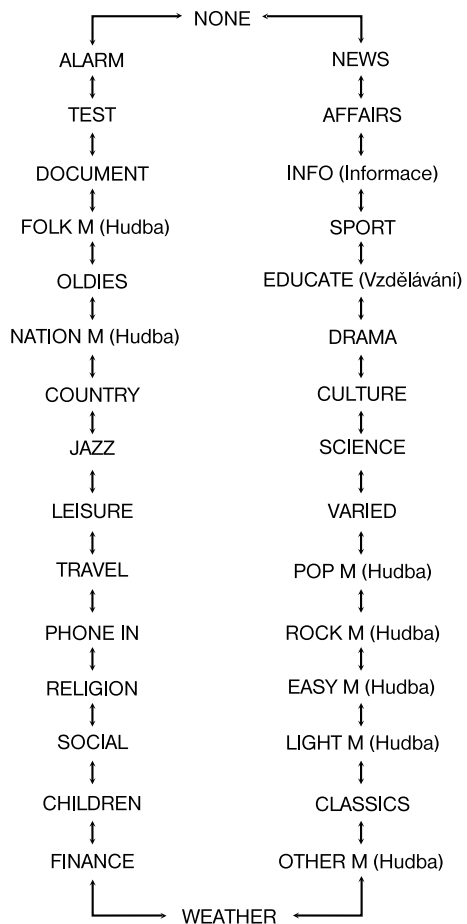 NONE
ALARM
NEWS
TEST
AFFAIRS
DOCUMENT
INFO (Informace)
FOLK M (Hudba)
SPORT
OLDIES
EDUCATE (Vzdělávání)
NATION M (Hudba)
DRAMA
COUNTRY
CULTURE
JAZZ
SCIENCE
LEISURE
VARIED
TRAVEL
POP M (Hudba)
PHONE IN
ROCK M (Hudba)
RELIGION
EASY M (Hudba)
SOCIAL
LIGHT M (Hudba)
CHILDREN
CLASSICS
FINANCE
OTHER M (Hudba)
WEATHER